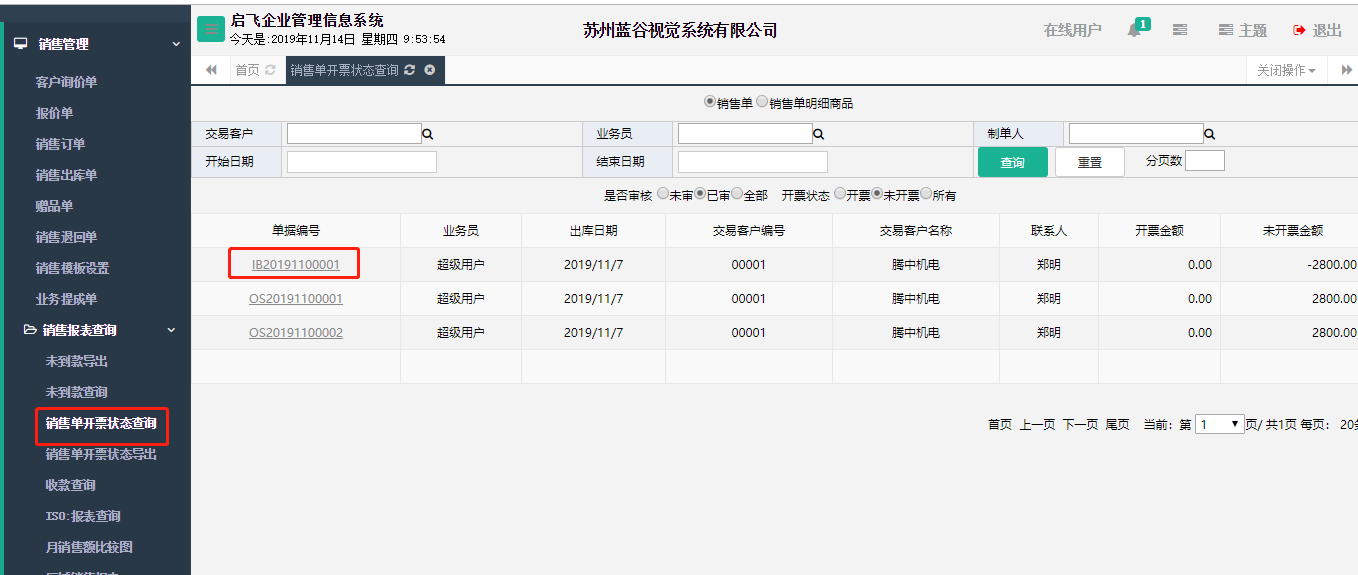 启飞企业管理信息系统
今天是:2019年11月14日 星期四 9:53:54
苏州蓝谷视觉系统有限公司
在线用户 1 主题 退出
首页 销售单开票状态查询 关闭操作
销售管理
客户询价单
报价单
销售订单
销售出库单
赠品单
销售退回单
销售模板设置
业务提成单
销售报表查询
未到款导出
未到款查询
销售单开票状态查询
销售单开票状态导出
收款查询
ISO:报表查询
月销售额比较图
销售单 销售单明细商品
交易客户 业务员 制单人
开始日期 结束日期 查询 重置 分页数
是否审核 未审 已审 全部 开票状态 开票 未开票 所有
单据编号 业务员 出库日期 交易客户编号 交易客户名称 联系人 开票金额 未开票金额
IB20191100001 超级用户 2019/11/7 00001 腾中机电 郑明 0.00 -2800.00
OS20191100001 超级用户 2019/11/7 00001 腾中机电 郑明 0.00 2800.00
OS20191100002 超级用户 2019/11/7 00001 腾中机电 郑明 0.00 2800.00
首页 上一页 下一页 尾页 当前: 第 1 页/ 共1页 每页: 20